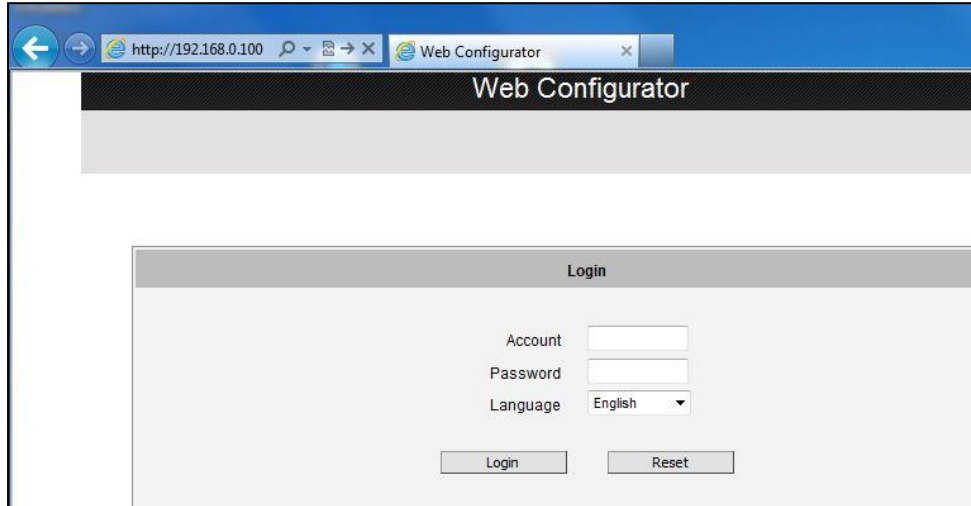 http://192.168.0.100 Web Configurator
Web Configurator
Login
Account
Password
Language English
Login Reset